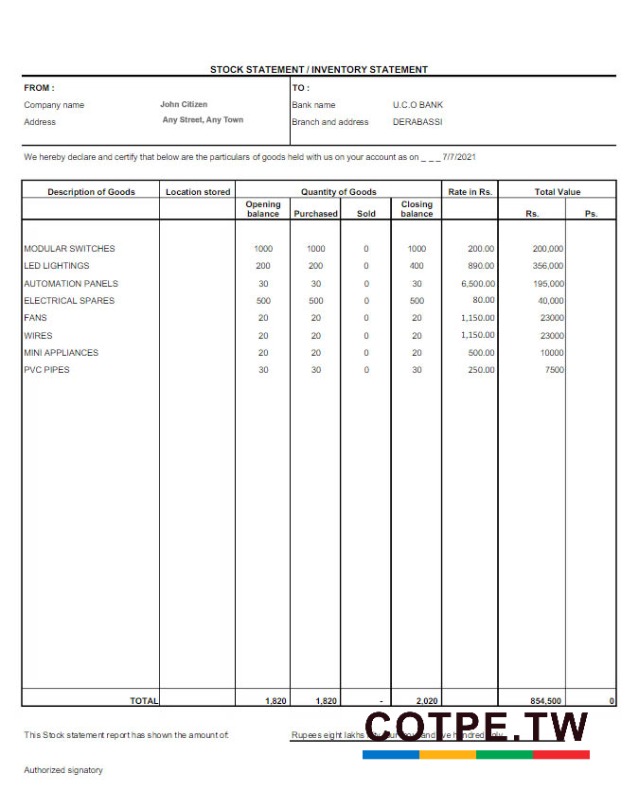 STOCK STATEMENT / INVENTORY STATEMENT
FROM : TO :
Company name John Citizen Bank name U.C.O BANK
Address Any Street, Any Town Branch and address DERABASSI
We hereby declare and certify that below are the particulars of goods held with us on your account as on _ _ _ 7/7/2021
Description of Goods Location stored Quantity of Goods Rate in Rs. Total Value
Opening balance Purchased Sold Closing balance Rs. Ps.
MODULAR SWITCHES 1000 1000 0 1000 200.00 200,000
LED LIGHTINGS 200 200 0 400 890.00 356,000
AUTOMATION PANELS 30 30 0 30 6,500.00 195,000
ELECTRICAL SPARES 500 500 0 500 80.00 40,000
FANS 20 20 0 20 1,150.00 23000
WIRES 20 20 0 20 1,150.00 23000
MINI APPLIANCES 20 20 0 20 500.00 10000
PVC PIPES 30 30 0 30 250.00 7500
TOTAL 1,820 1,820 - 2,020 854,500 0
This Stock statement report has shown the amount of: Rupees eight lakhs
COTPE.TW
Authorized signatory